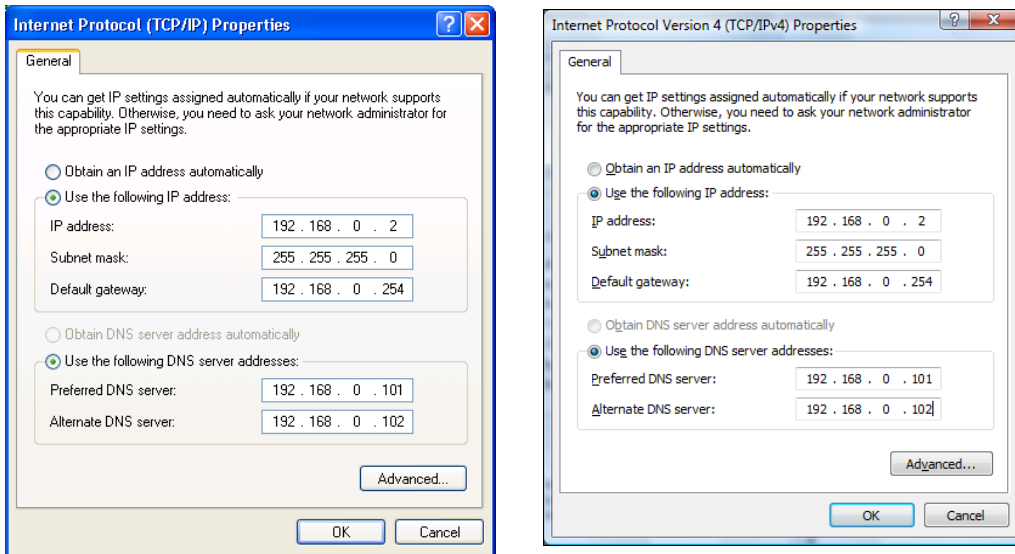 Internet Protocol (TCP/IP) Properties
General
You can get IP settings assigned automatically if your network supports
this capability. Otherwise, you need to ask your network administrator for
the appropriate IP settings.
Obtain an IP address automatically
Use the following IP address:
IP address: 192 . 168 . 0 . 2
Subnet mask: 255 . 255 . 255 . 0
Default gateway: 192 . 168 . 0 . 254
Obtain DNS server address automatically
Use the following DNS server addresses:
Preferred DNS server: 192 . 168 . 0 . 101
Alternate DNS server: 192 . 168 . 0 . 102
Advanced...
OK Cancel
Internet Protocol Version 4 (TCP/IPv4) Properties
General
You can get IP settings assigned automatically if your network supports
this capability. Otherwise, you need to ask your network administrator
for the appropriate IP settings.
Obtain an IP address automatically
Use the following IP address:
IP address: 192 . 168 . 0 . 2
Subnet mask: 255 . 255 . 255 . 0
Default gateway: 192 . 168 . 0 . 254
Obtain DNS server address automatically
Use the following DNS server addresses:
Preferred DNS server: 192 . 168 . 0 . 101
Alternate DNS server: 192 . 168 . 0 . 102
Advanced...
OK Cancel